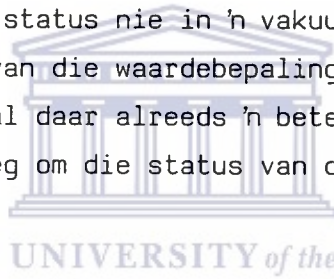 status nie in 'n vakuu
van die waardebepaling
al daar alreeds 'n bete
eg om die status van
UNIVERSITY of the